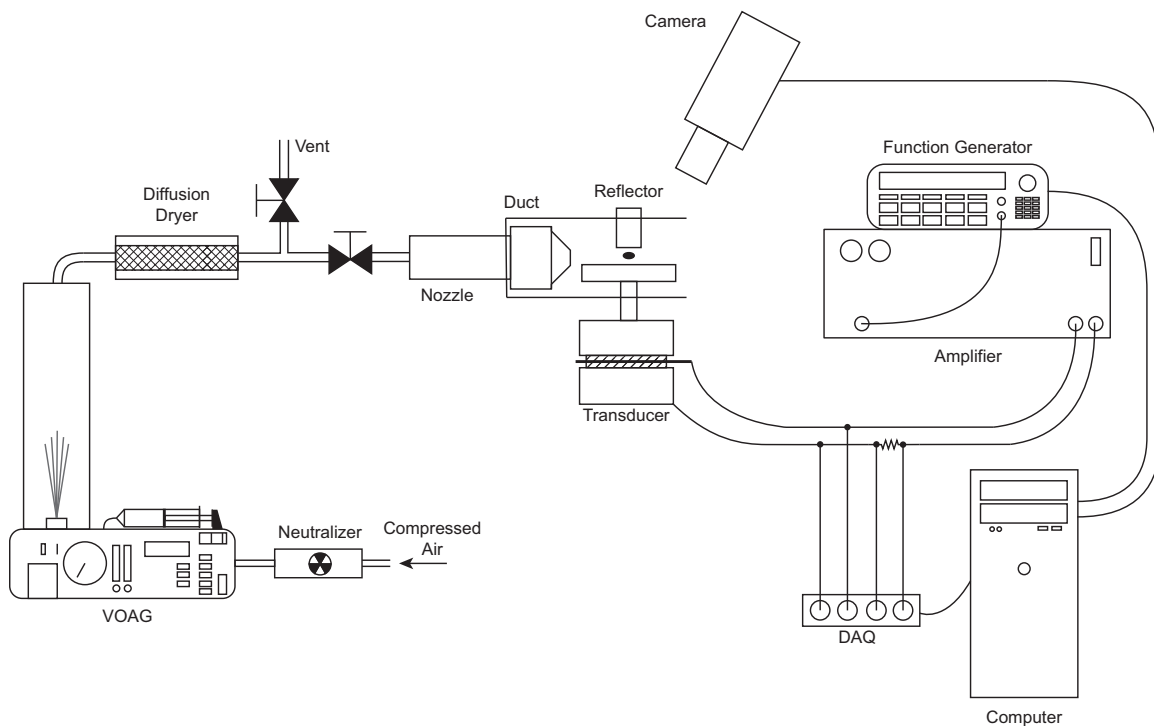 Camera
Function Generator
Vent
Diffusion
Dryer
Duct
Reflector
Nozzle
Amplifier
Transducer
Neutralizer
Compressed
Air
VOAG
DAQ
Computer